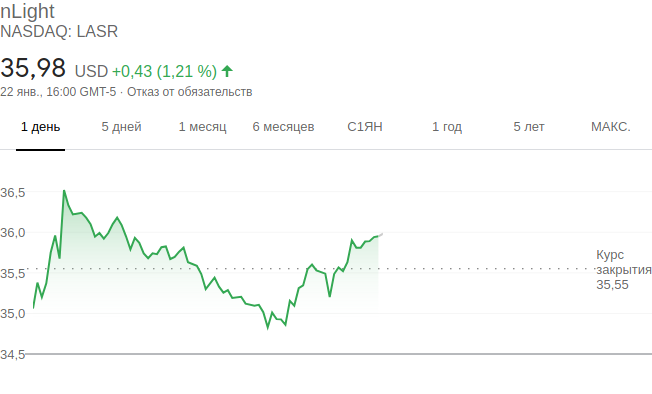 nLight
NASDAQ: LASR
35,98 USD +0,43 (1,21 %)
22 янв., 16:00 GMT-5 · Отказ от обязательств
1 день 5 дней 1 месяц 6 месяцев С1ЯН 1 год 5 лет МАКС.
36,5
36,0
35,5
35,0
34,5
Курс
закрытия
35,55